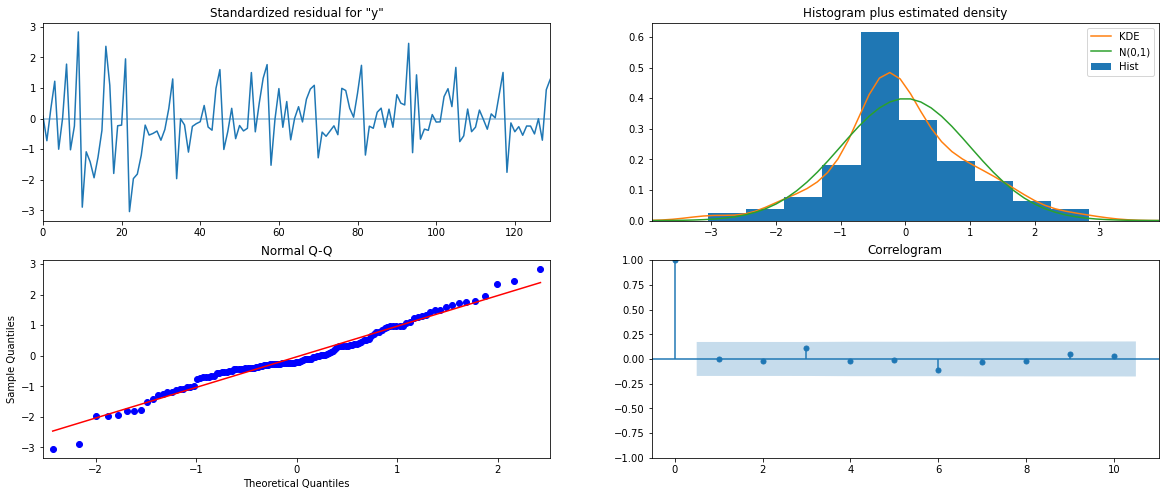 Standardized residual for "y"
3
2
1
0
−1
−2
−3
0 20 40 60 80 100 120
Histogram plus estimated density
KDE
N(0,1)
Hist
0.6
0.5
0.4
0.3
0.2
0.1
0.0
−3 −2 −1 0 1 2 3
Normal Q-Q
Sample Quantiles
3
2
1
0
−1
−2
−3
−2 −1 0 1 2
Theoretical Quantiles
Correlogram
1.00
0.75
0.50
0.25
0.00
−0.25
−0.50
−0.75
−1.00
0 2 4 6 8 10